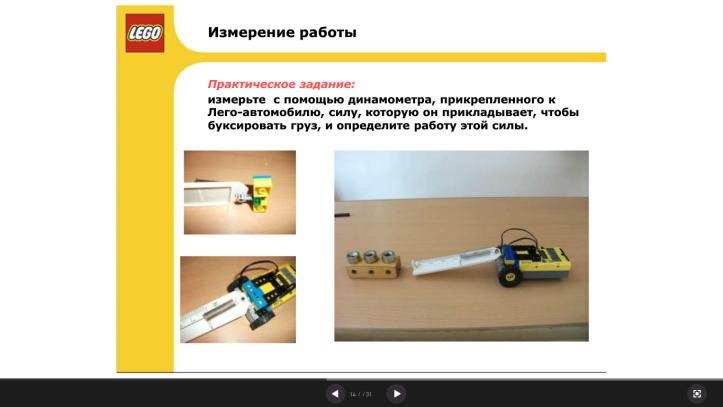 LEGO
Измерение работы
Практическое задание:
измерьте с помощью динамометра, прикрепленного к
Лего-автомобилю, силу, которую он прикладывает, чтобы
буксировать груз, и определите работу этой силы.
14 / 31